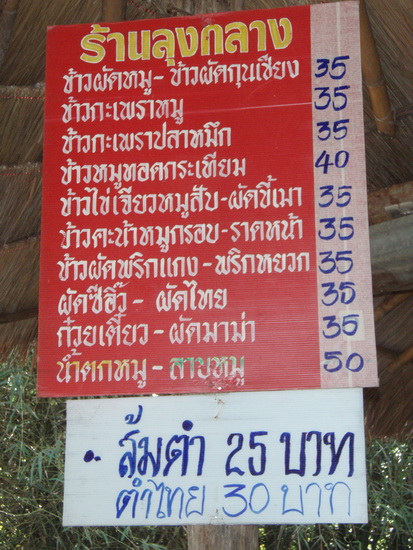 ร้านลุงกลาง
ข้าวผัดหมู - ข้าวผัดกุนเชียง 35
ข้าวกะเพราหมู 35
ข้าวกะเพราปลาหมึก 35
ข้าวหมูทอดกระเทียม 40
ข้าวไข่เจียวหมูสับ - ผัดขี้เมา 35
ข้าวคะน้าหมูกรอบ - ราดหน้า 35
ข้าวผัดพริกแกง - พริกหยวก 35
ผัดซีอิ๊ว - ผัดไทย 35
ก๋วยเตี๋ยว - ผัดมาม่า 35
น้ำตกหมู - ลาบหมู 50
ส้มตำ 25 บาท
ตำไทย 30 บาท